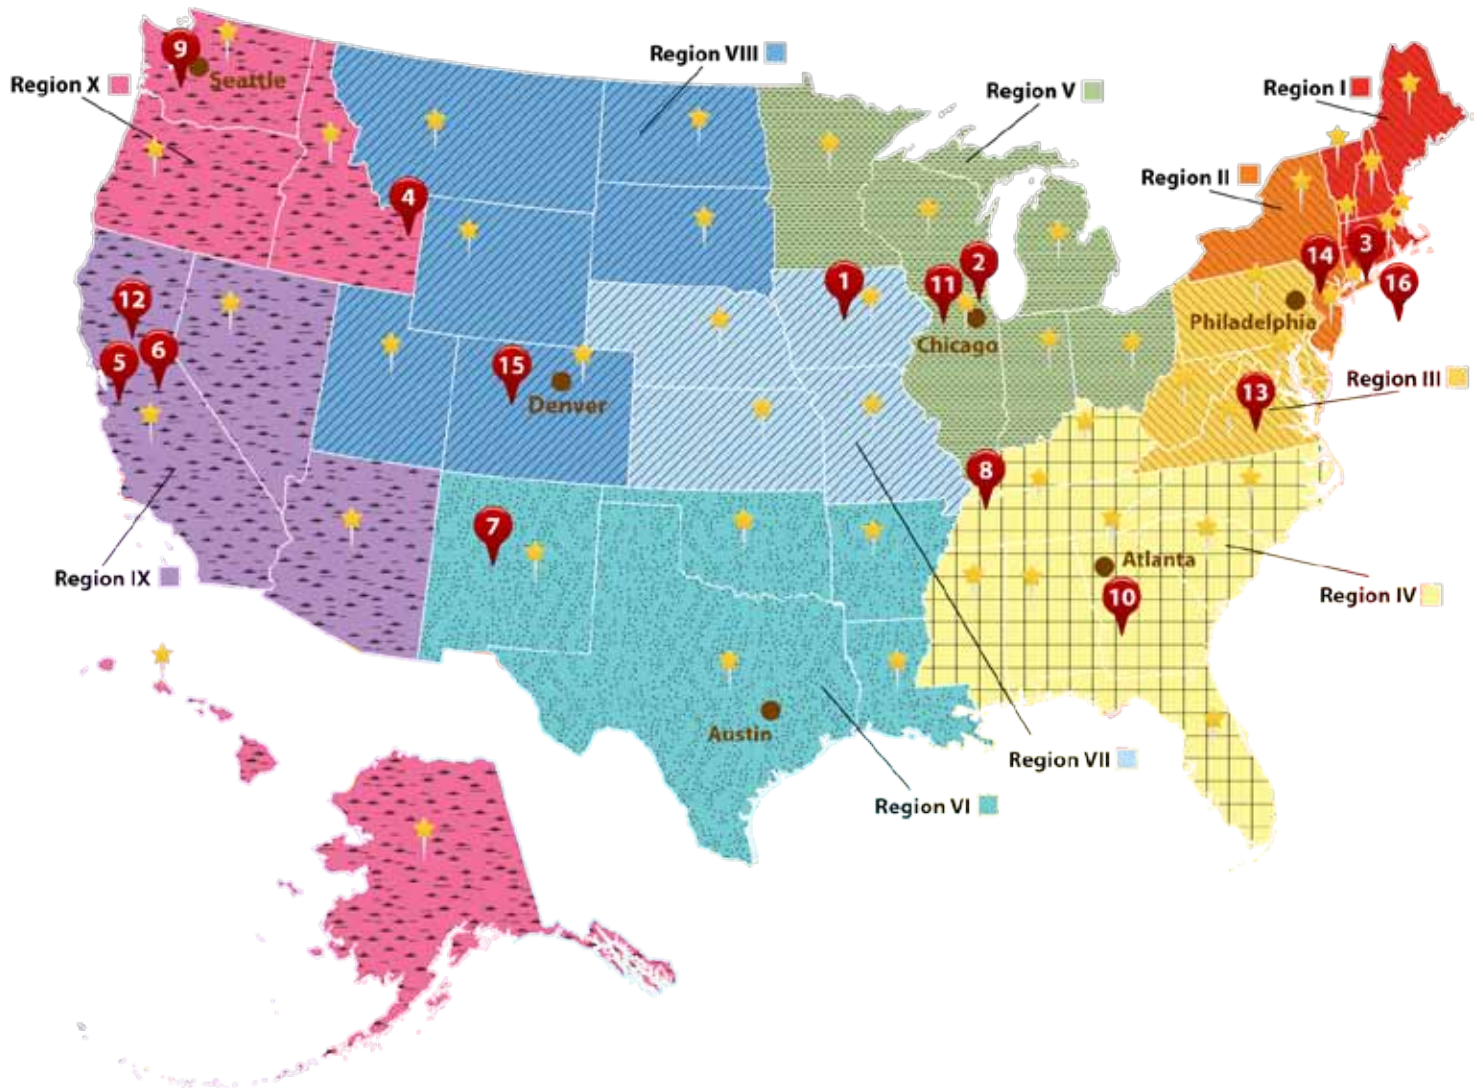 Region VIII
9
Seattle
Region X
Region V
Region I
Region II
4
12
5
6
1
2
11
14
3
16
Chicago
Philadelphia
15
Denver
Region III
13
8
7
Region IX
Atlanta
10
Region IV
Austin
Region VII
Region VI